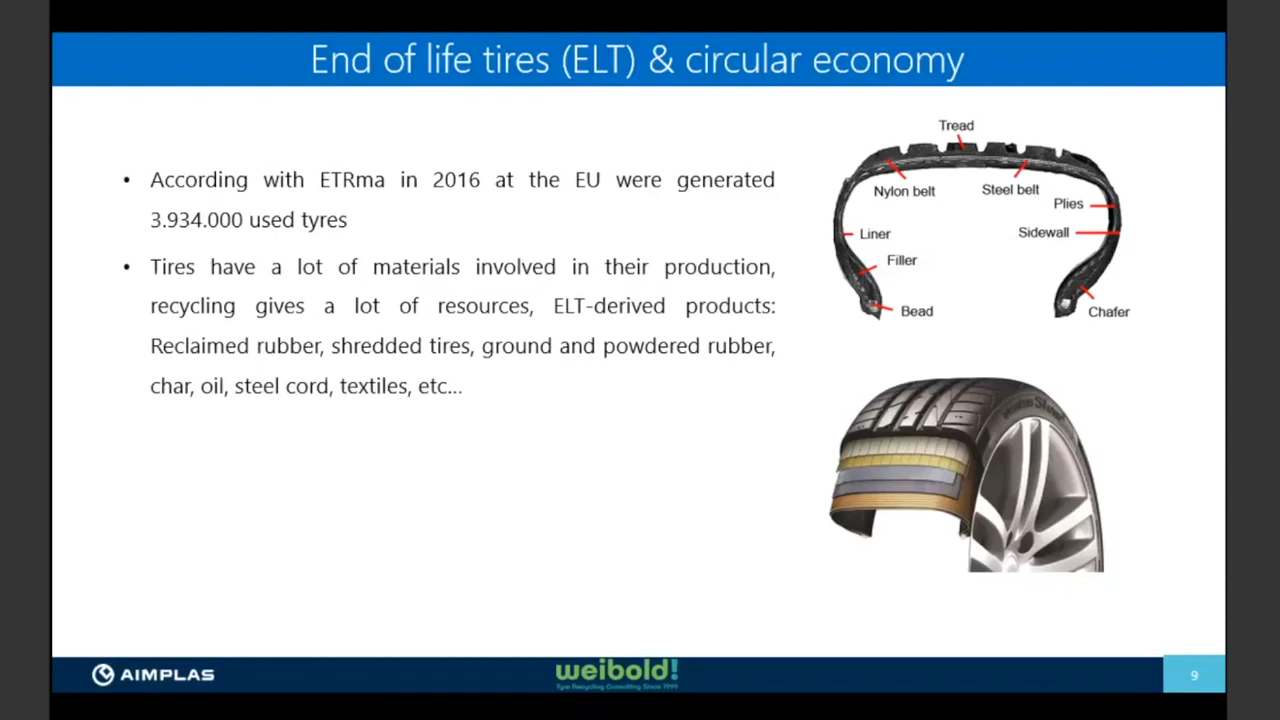 End of life tires (ELT) & circular economy
• According with ETRma in 2016 at the EU were generated
3.934.000 used tyres
• Tires have a lot of materials involved in their production,
recycling gives a lot of resources, ELT-derived products:
Reclaimed rubber, shredded tires, ground and powdered rubber,
char, oil, steel cord, textiles, etc...
Tread
Nylon belt
Steel belt
Plies
Liner
Sidewall
Filler
Bead
Chafer
AIMPLAS
weibold!
Tyre Recycling Consulting Since 1999
9